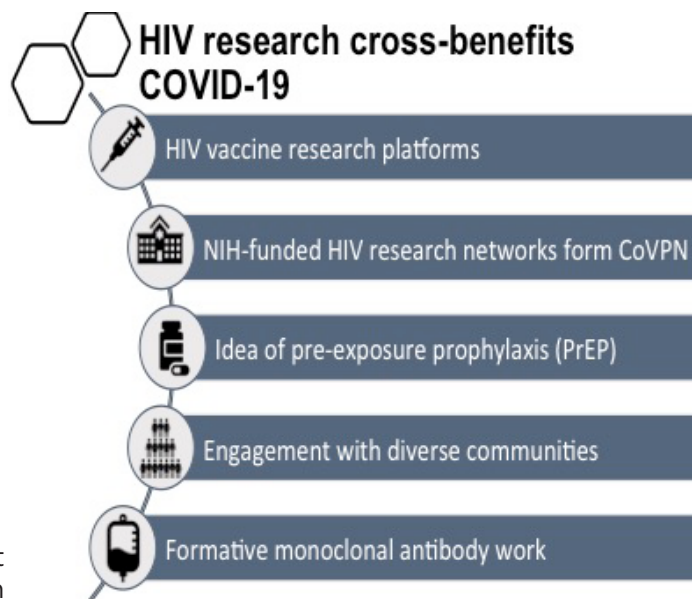 HIV research cross-benefits
COVID-19
HIV vaccine research platforms
NIH-funded HIV research networks form CoVPN
Idea of pre-exposure prophylaxis (PrEP)
Engagement with diverse communities
Formative monoclonal antibody work